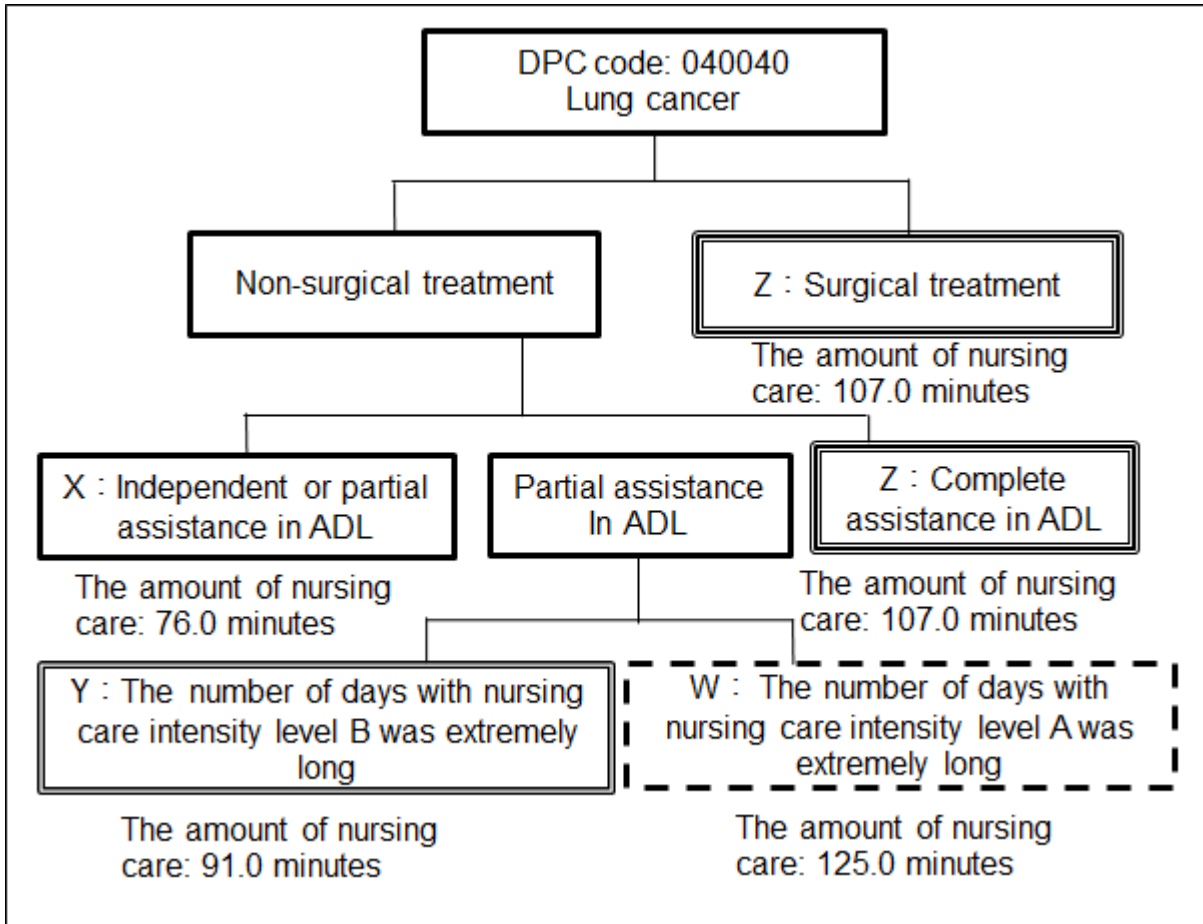 DPC code: 040040
Lung cancer
Non-surgical treatment
Z：Surgical treatment
The amount of nursing
care: 107.0 minutes
X：Independent or partial
assistance in ADL
Partial assistance
In ADL
Z：Complete
assistance in ADL
The amount of nursing
care: 76.0 minutes
The amount of nursing
care: 107.0 minutes
Y：The number of days with nursing
care intensity level B was extremely
long
W： The number of days with
nursing care intensity level A was
extremely long
The amount of nursing
care: 91.0 minutes
The amount of nursing
care: 125.0 minutes